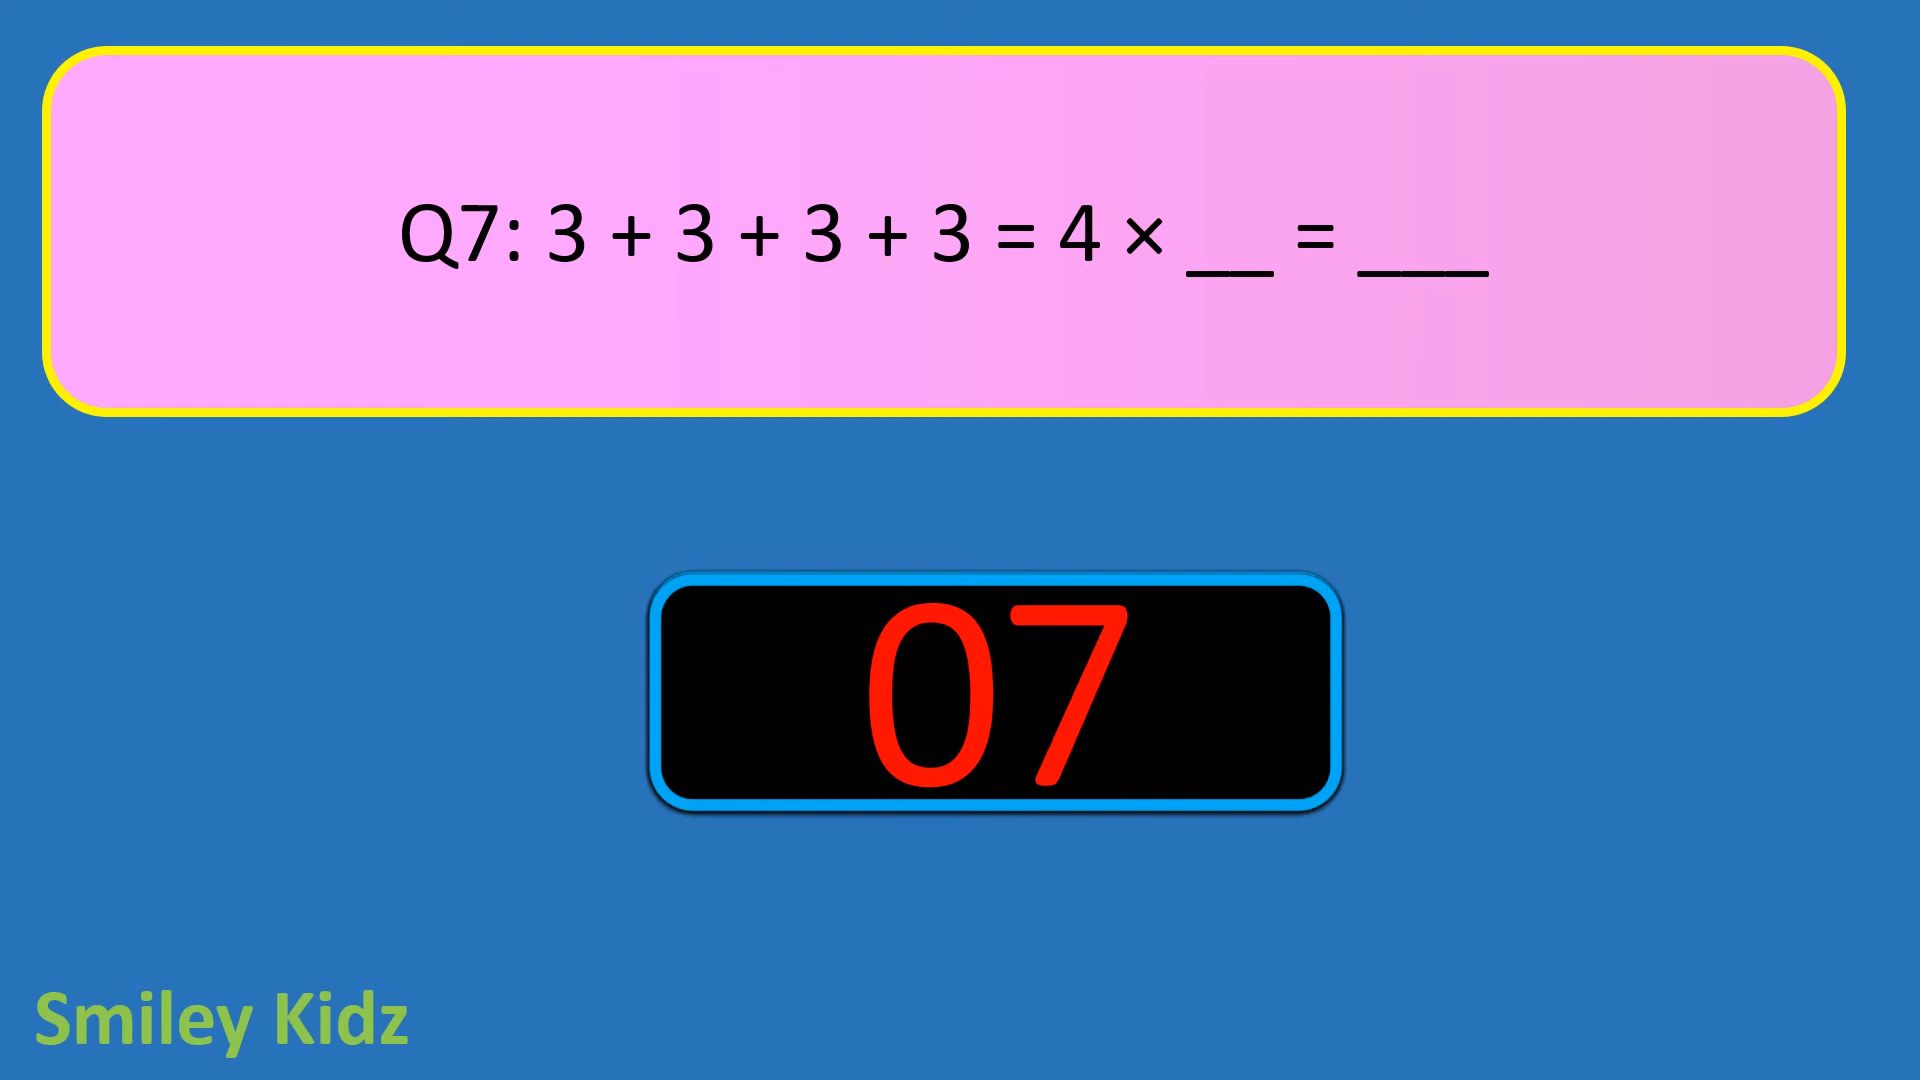 Q7: 3 + 3 + 3 + 3 = 4 × __ = ___
07
Smiley Kidz